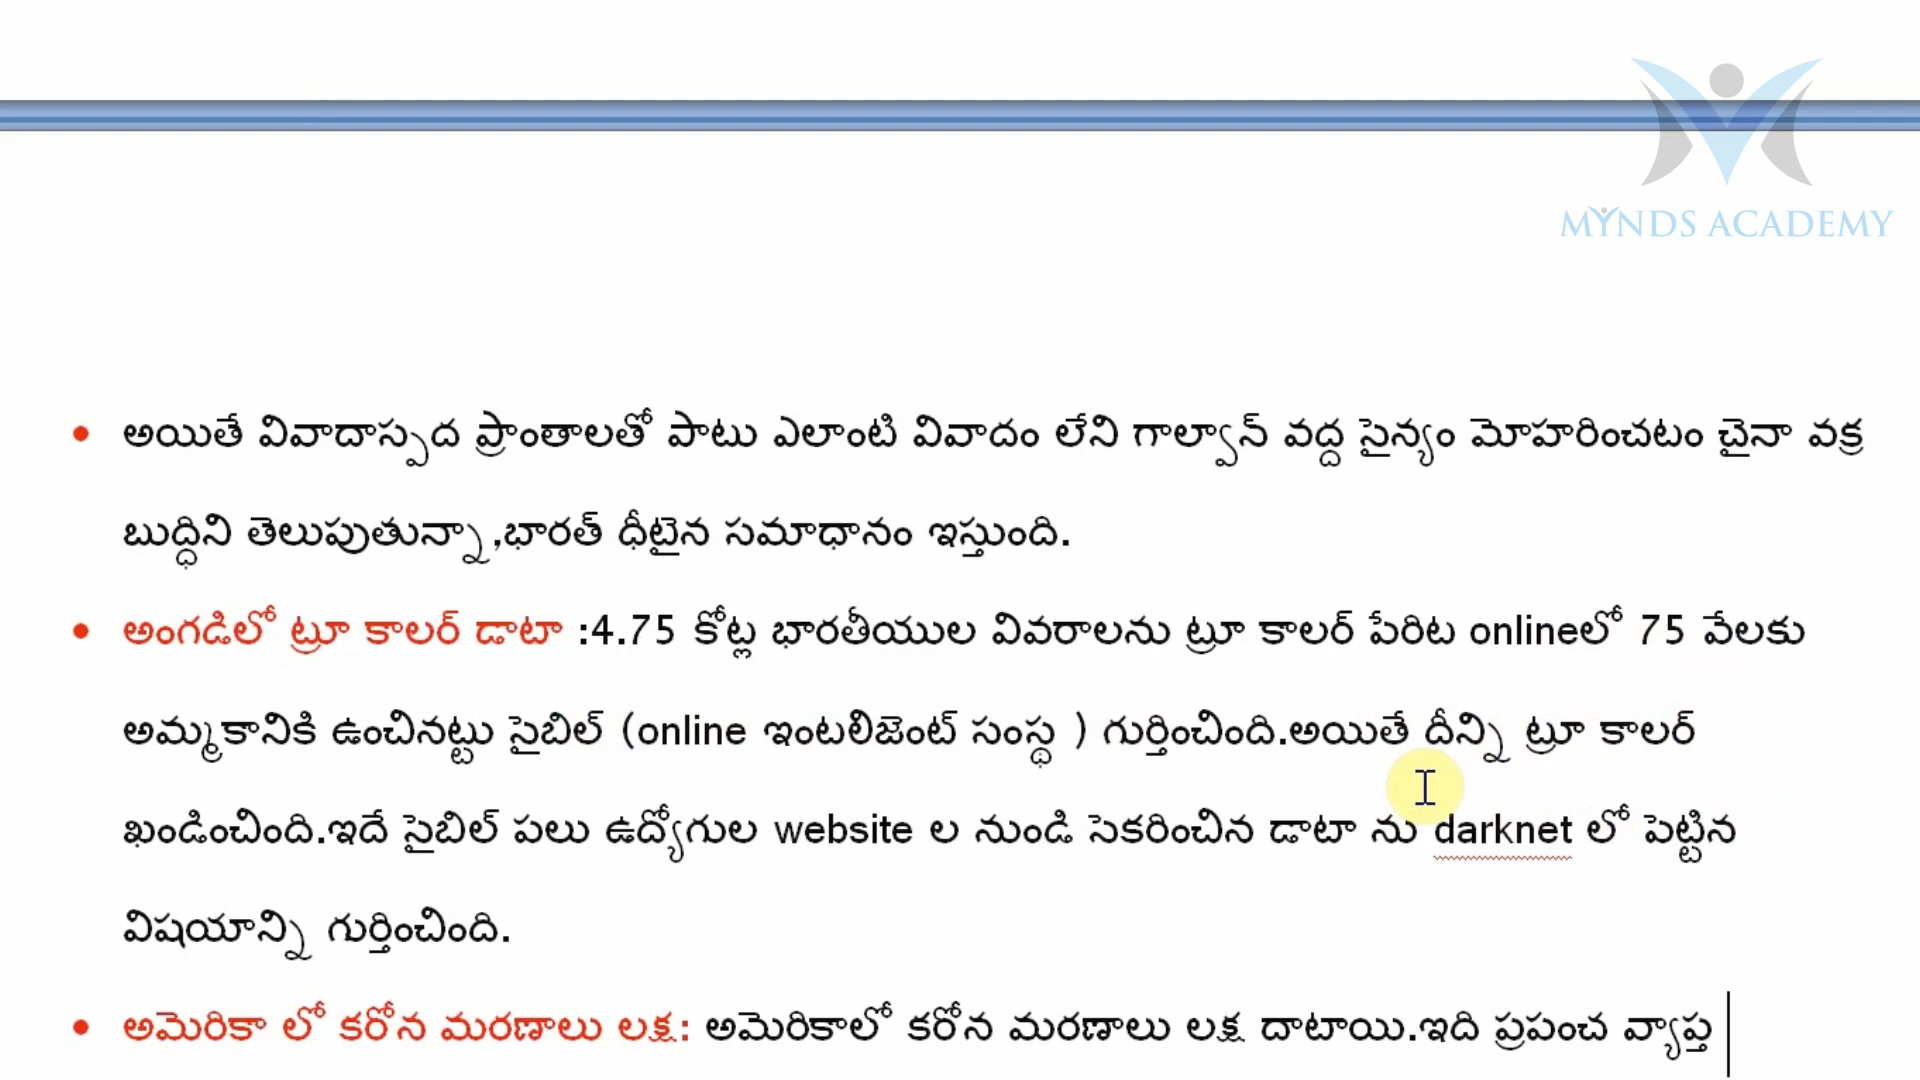 MYNDS ACADEMY
• అయితే వివాదాస్పద ప్రాంతాలతో పాటు ఎలాంటి వివాదం లేని గాల్వాన్ వద్ద సైన్యం మోహరించటం చైనా వక్ర
బుద్ధిని తెలుపుతున్నా,భారత్ ధీటైన సమాధానం ఇస్తుంది.
• అంగడిలో ట్రూ కాలర్ డాటా :4.75 కోట్ల భారతీయుల వివరాలను ట్రూ కాలర్ పేరిట onlineలో 75 వేలకు
అమ్మకానికి ఉంచినట్టు సైబిల్ (online ఇంటలిజెంట్ సంస్థ ) గుర్తించింది.అయితే దీన్ని ట్రూ కాలర్
ఖండించింది.ఇదే సైబిల్ పలు ఉద్యోగుల website ల నుండి సెకరించిన డాటా ను darknet లో పెట్టిన
విషయాన్ని గుర్తించింది.
• అమెరికా లో కరోన మరణాలు లక్ష: అమెరికాలో కరోన మరణాలు లక్ష దాటాయి.ఇది ప్రపంచ వ్యాప్త